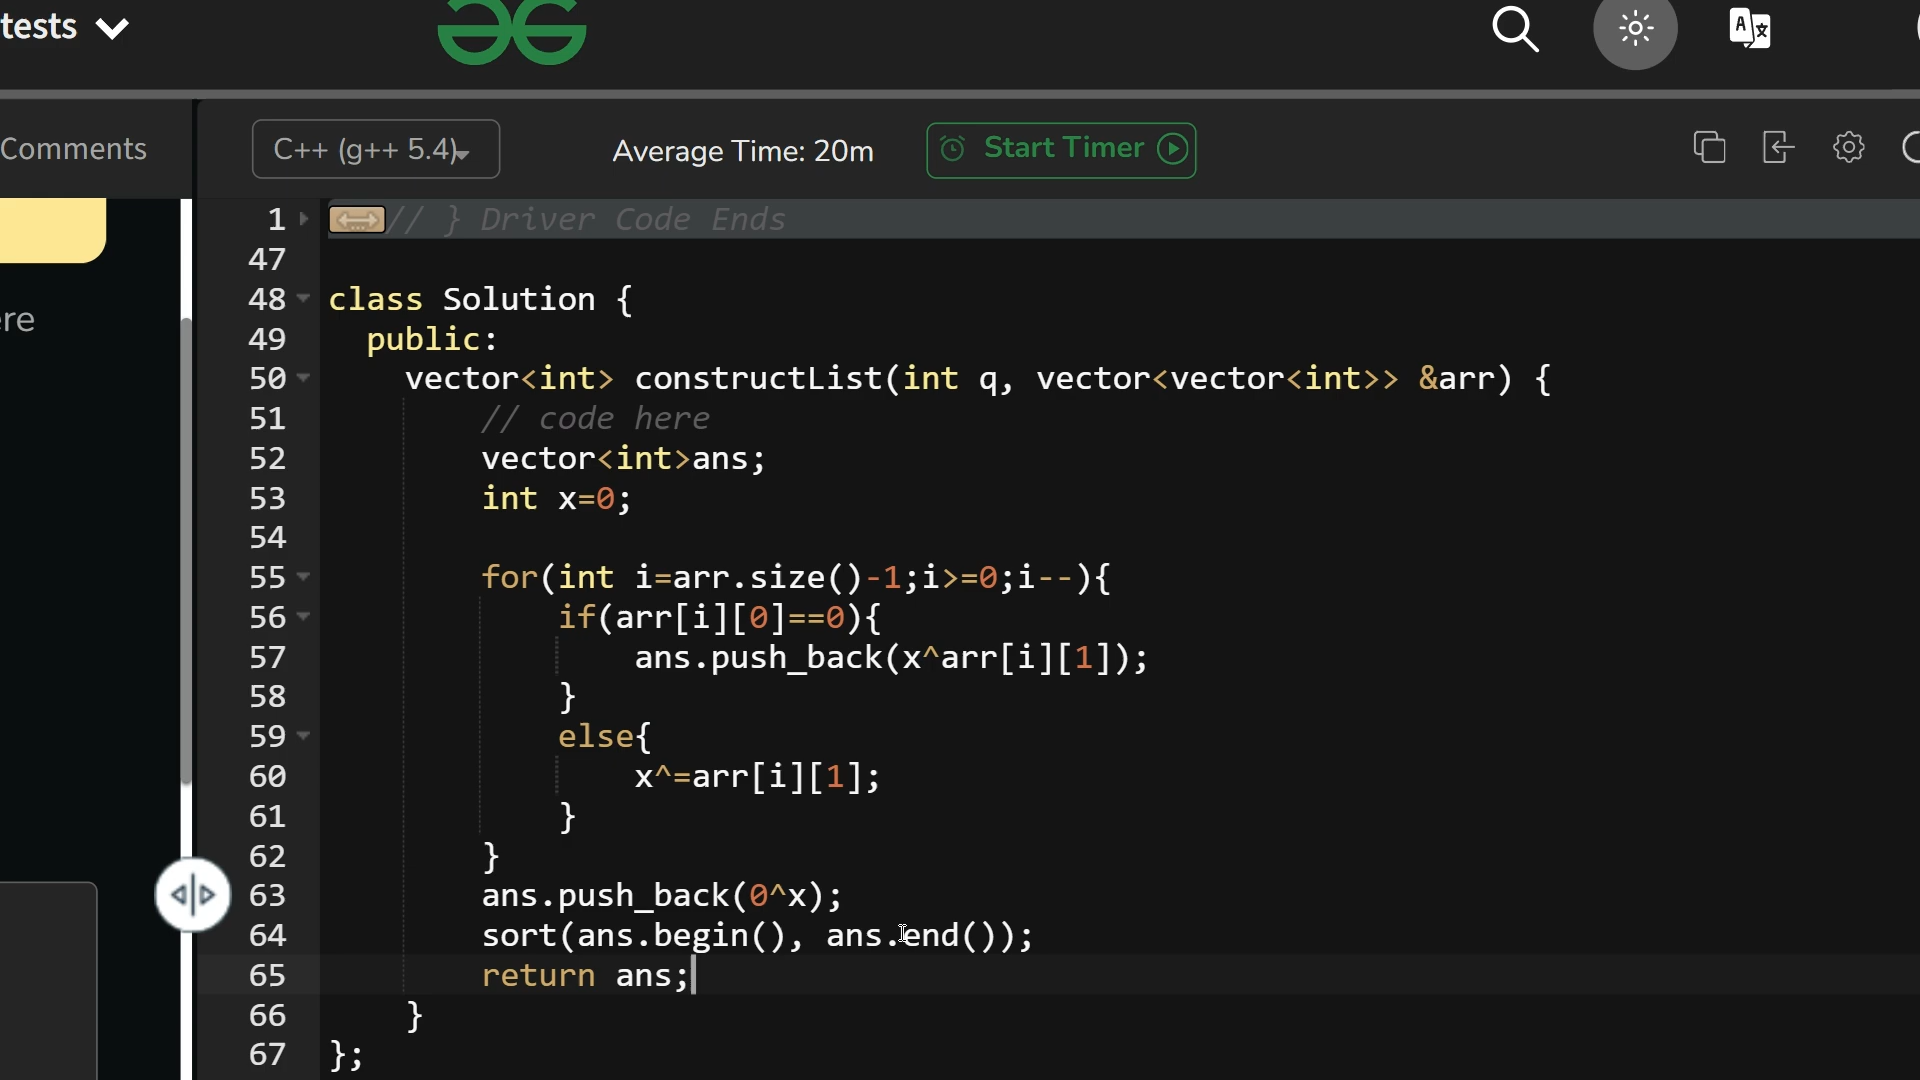 tests
Comments
C++ (g++ 5.4)
Average Time: 20m
Start Timer
1 // } Driver Code Ends
47
48 class Solution {
49 public:
50 vector<int> constructList(int q, vector<vector<int>> &arr) {
51 // code here
52 vector<int>ans;
53 int x=0;
54
55 for(int i=arr.size()-1;i>=0;i--){
56 if(arr[i][0]==0){
57 ans.push_back(x^arr[i][1]);
58 }
59 else{
60 x^=arr[i][1];
61 }
62 }
63 ans.push_back(0^x);
64 sort(ans.begin(), ans.end());
65 return ans;
66 }
67 };